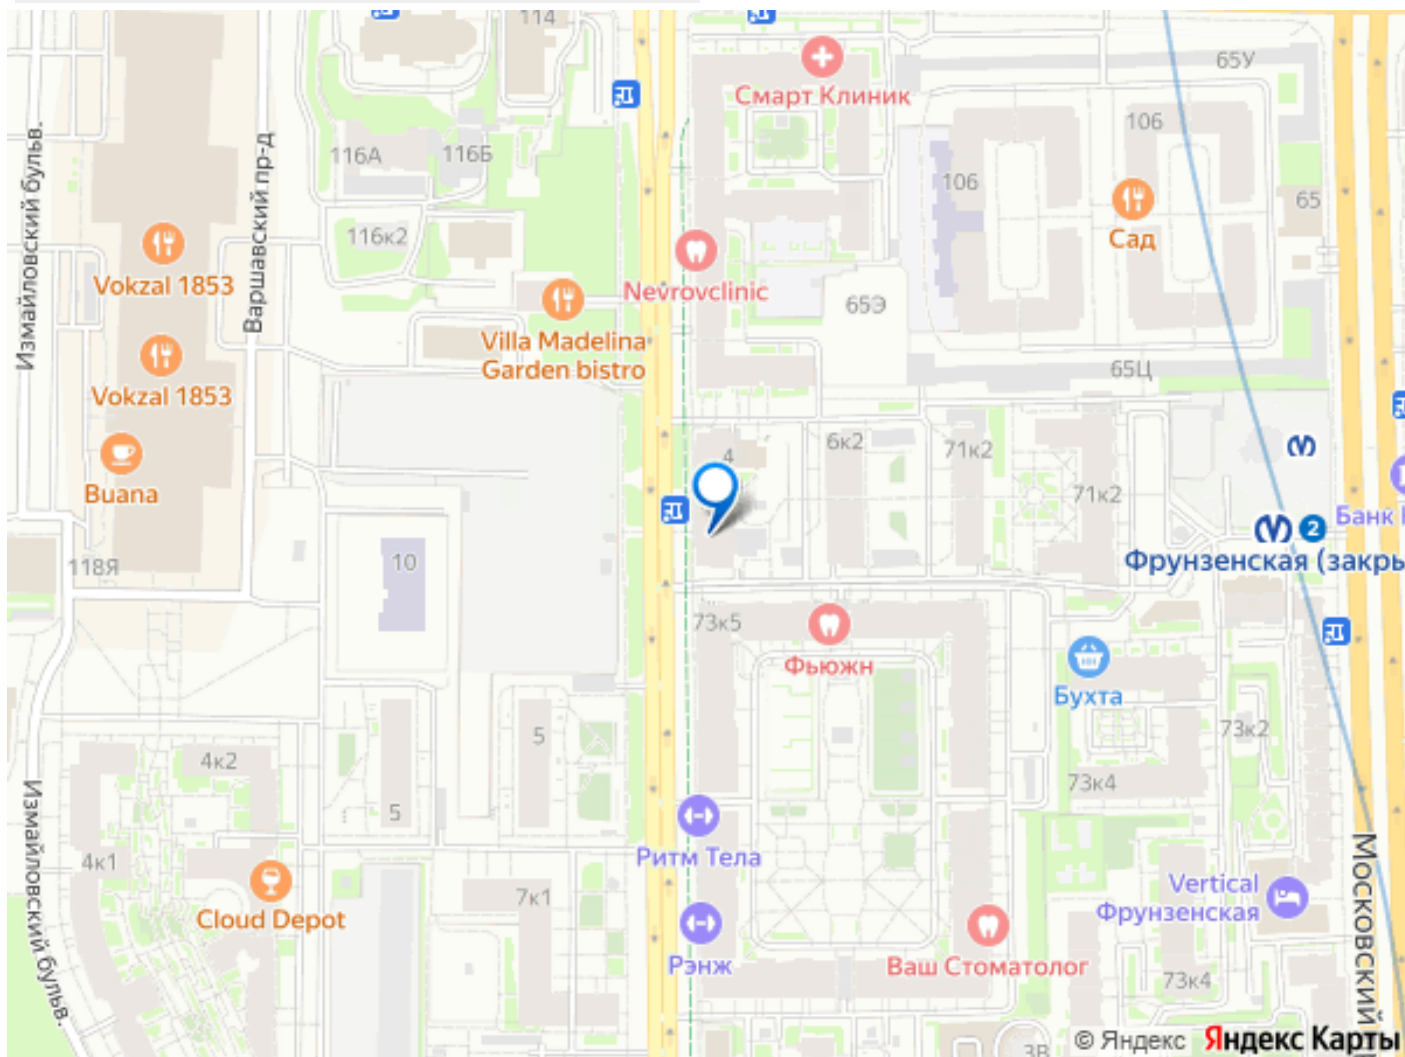 114
65У
Смарт Клиник
Измайловский бульв.
Варшавский пр-д
116А
116Б
106
106
65
116к2
Сад
Vokzal 1853
Nevrovclinic
65Э
Villa Madelina
Garden bistro
65Ц
Vokzal 1853
4
6к2
71к2
Buana
71к2
Банк
2
118Я
10
Фрунзенская (закры
73к5
Фьюжн
Бухта
5
73к2
4к2
73к4
5
Измайловский бульв.
4к1
Ритм Тела
Московский
Vertical
Фрунзенская
7к1
Cloud Depot
Рэнж
Ваш Стоматолог
73к4
3В
© Яндекс Яндекс Карты